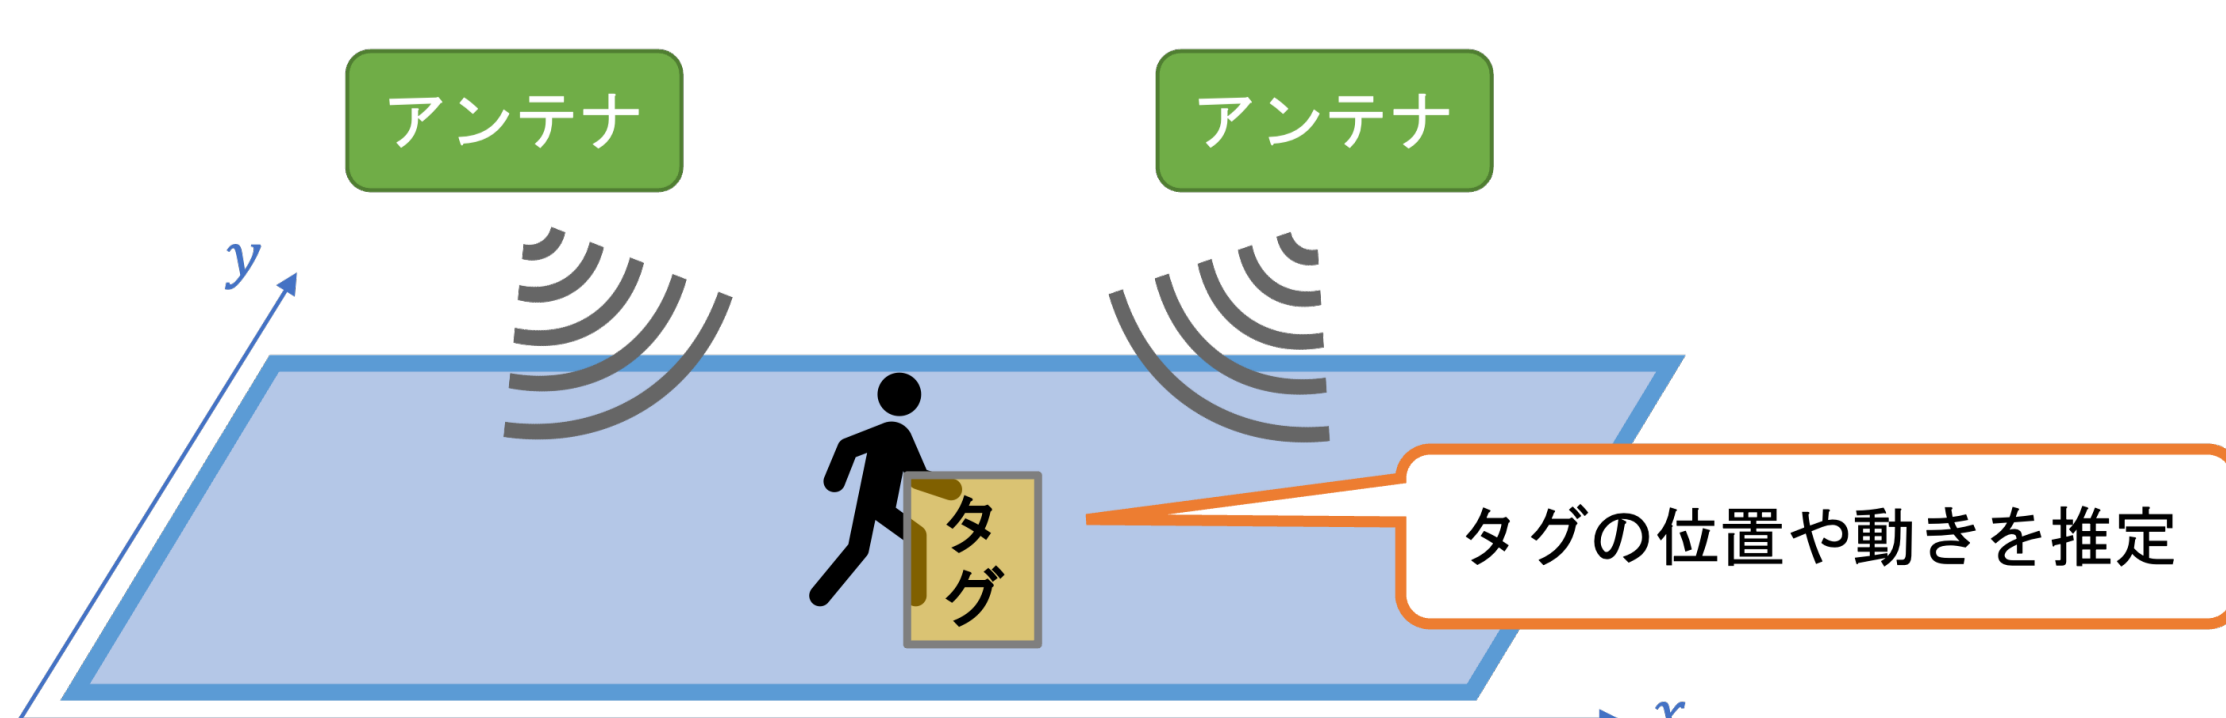 アンテナ
アンテナ
y
タグ
タグの位置や動きを推定
x